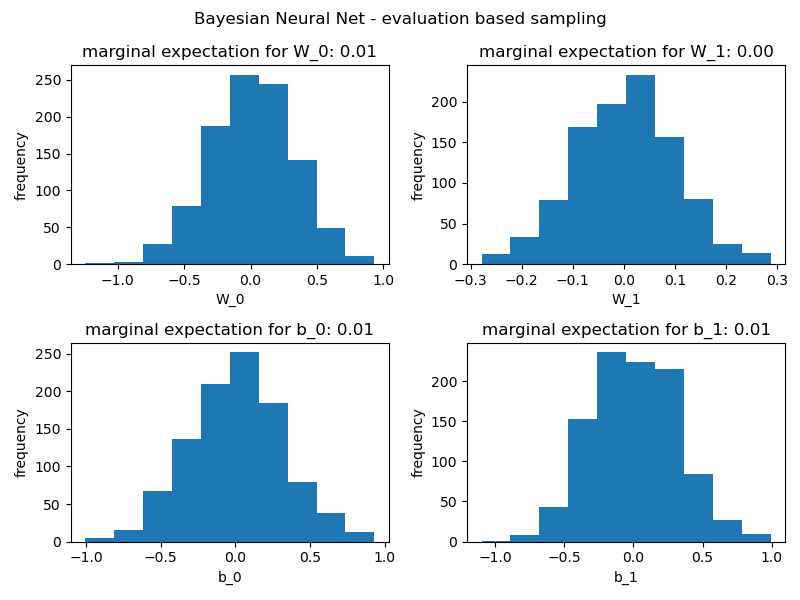 Bayesian Neural Net - evaluation based sampling
marginal expectation for W_0: 0.01
250
200
150
100
50
0
frequency
−1.0 −0.5 0.0 0.5 1.0
W_0
marginal expectation for W_1: 0.00
200
150
100
50
0
frequency
−0.3 −0.2 −0.1 0.0 0.1 0.2 0.3
W_1
marginal expectation for b_0: 0.01
250
200
150
100
50
0
frequency
−1.0 −0.5 0.0 0.5 1.0
b_0
marginal expectation for b_1: 0.01
200
150
100
50
0
frequency
−1.0 −0.5 0.0 0.5 1.0
b_1